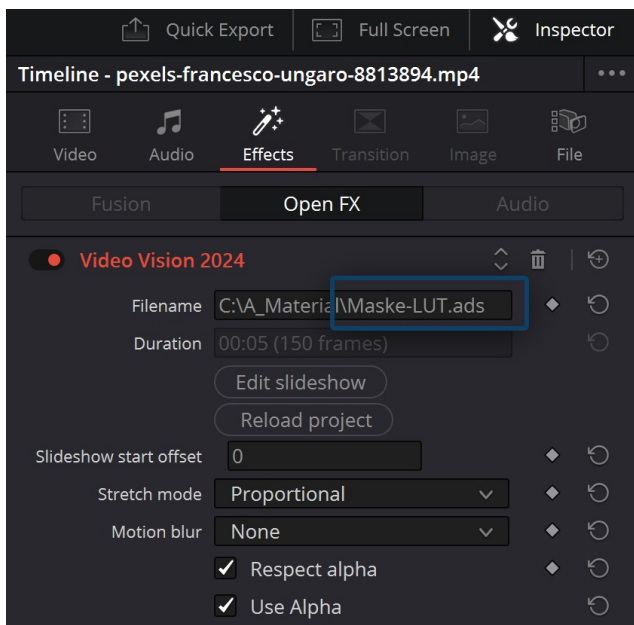 Quick Export Full Screen Inspector
Timeline - pexels-francesco-ungaro-8813894.mp4
Video Audio Effects Transition Image File
Fusion Open FX Audio
Video Vision 2024
Filename C:\A_Material\Maske-LUT.ads
Duration 00:05 (150 frames)
Edit slideshow
Reload project
Slideshow start offset 0
Stretch mode Proportional
Motion blur None
Respect alpha
Use Alpha